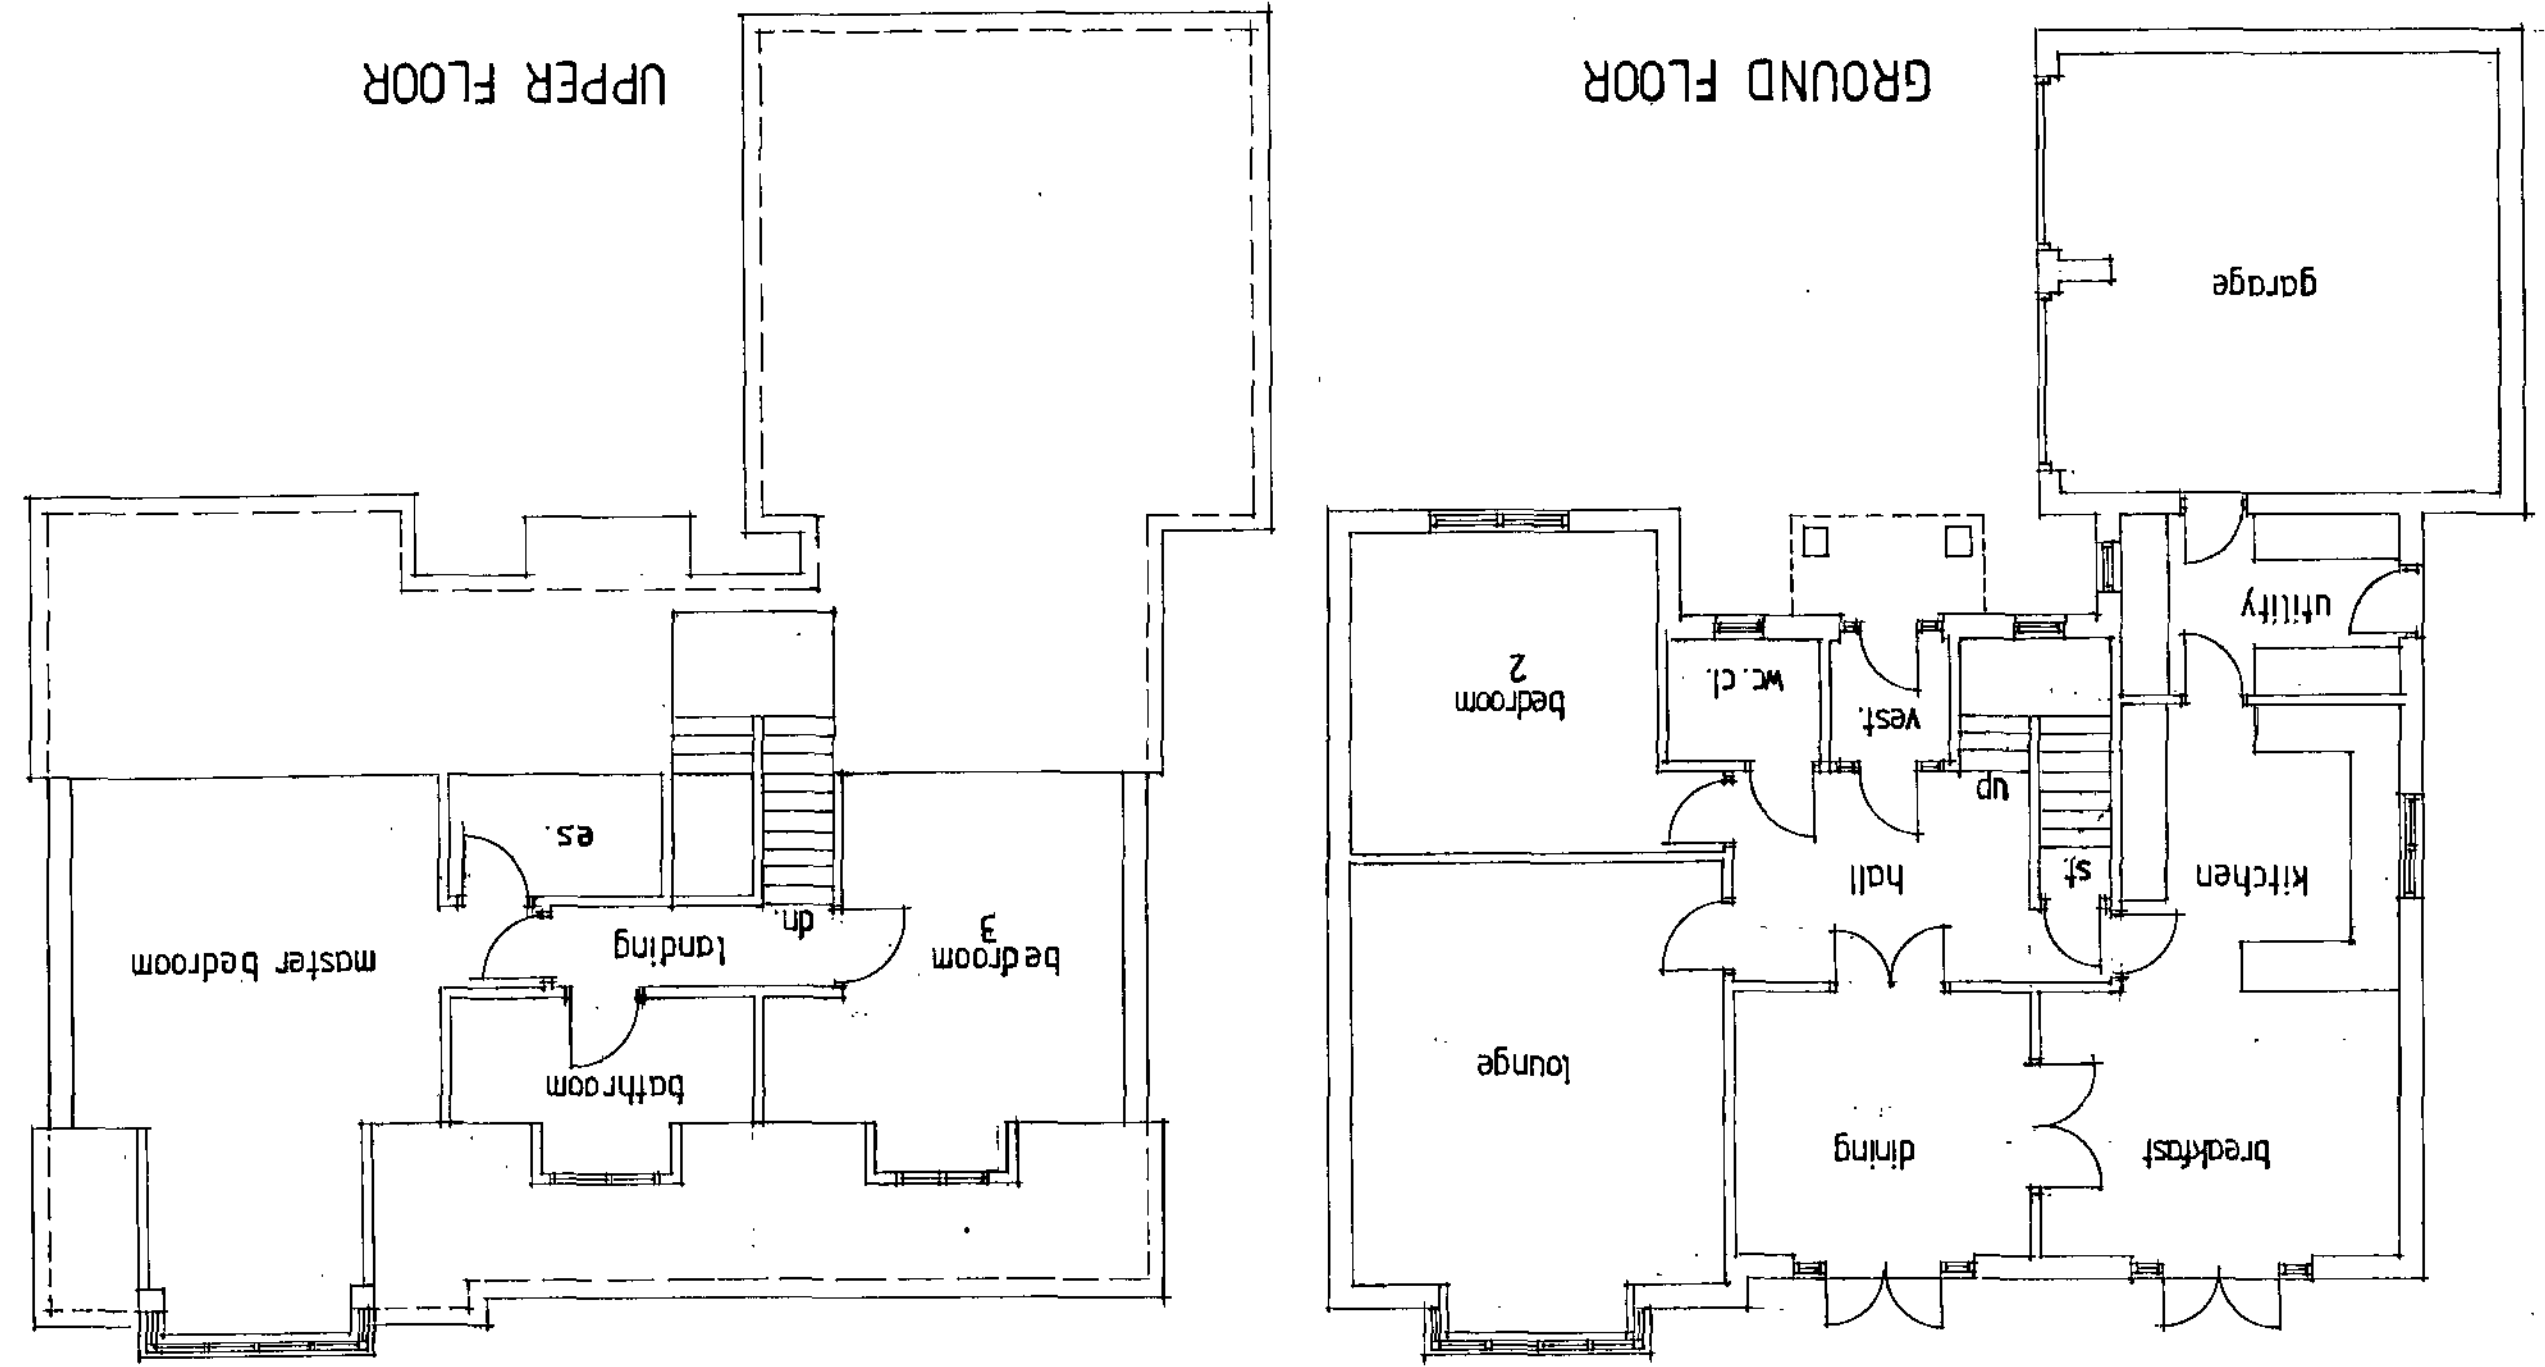 breakfast
dining
lounge
kitchen
st.
hall
up
vest.
wc. cl.
bedroom
2
utility
garage
GROUND FLOOR
bathroom
bedroom
3
landing
dn.
master bedroom
es.
UPPER FLOOR